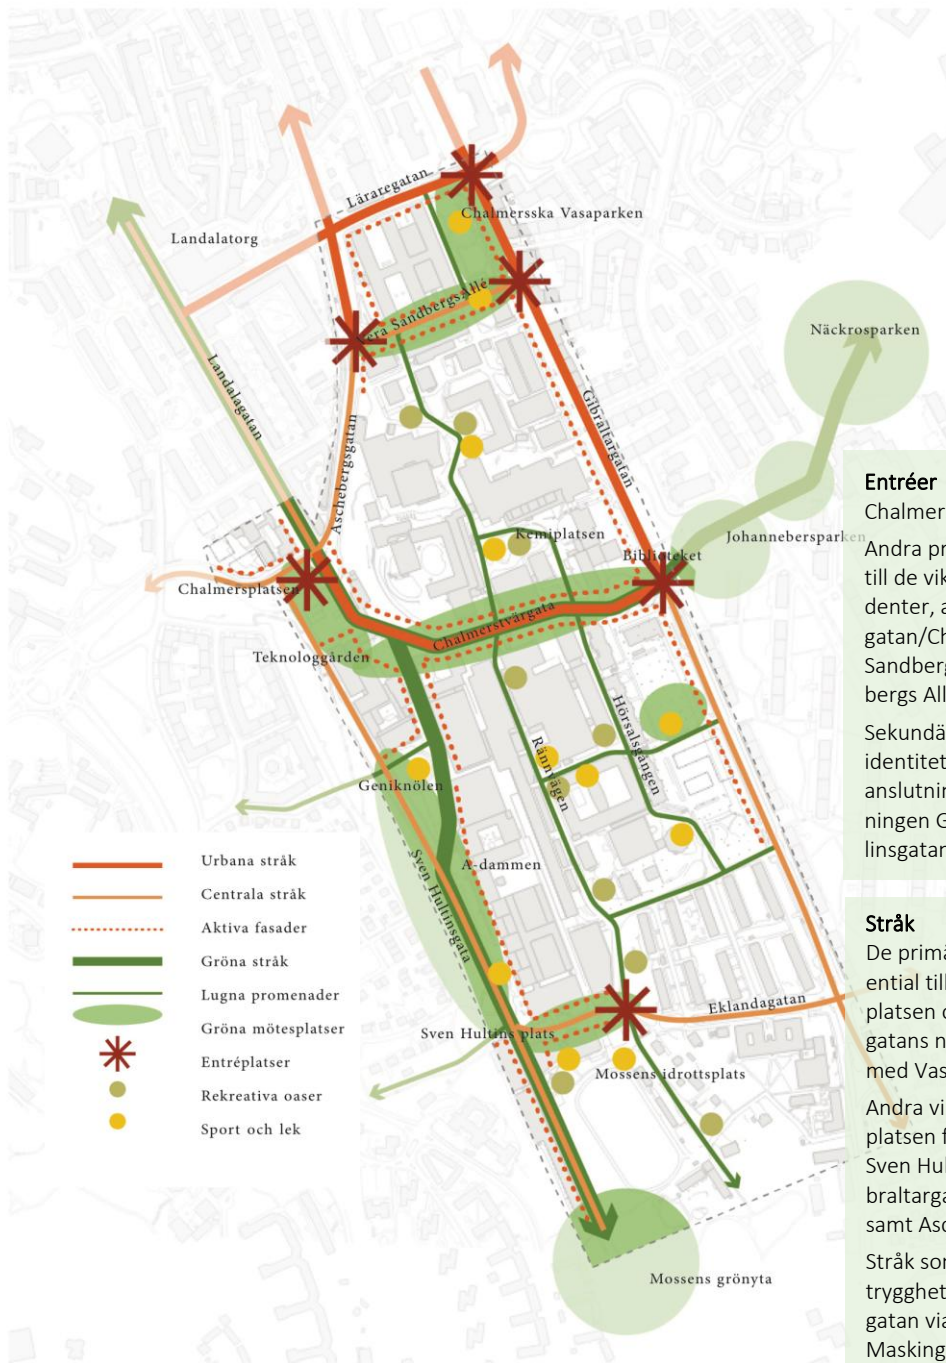 Läraregatan
Chalmersska Vasaparken
Landalatorg
Sandbergs Allé
Näckrosparken
Landalagatan
Gibraltargatan
Aschebergsgatan
Kemiplatsen
Johannebersparken
Biblioteket
Chalmersplatsen
Chalmerstvärgata
Teknologgården
Hörsalsgången
Rännvägen
Geniknölen
A-dammen
Sven Hultinsgata
Eklandagatan
Sven Hultins plats
Mossens idrottsplats
Mossens grönyta
Urbana stråk
Centrala stråk
Aktiva fasader
Gröna stråk
Lugna promenader
Gröna mötesplatser
Entréplatser
Rekreativa oaser
Sport och lek
Entréer
Chalmer
Andra pr
till de vik
denter, a
gatan/Ch
Sandberg
bergs All
Sekundä
identitet
anslutnin
ningen G
linsgatan
Stråk
De primä
ential till
platsen o
gatans n
med Vas
Andra vi
platsen f
Sven Hul
braltarga
samt Asc
Stråk son
trygghet
gatan via
Masking